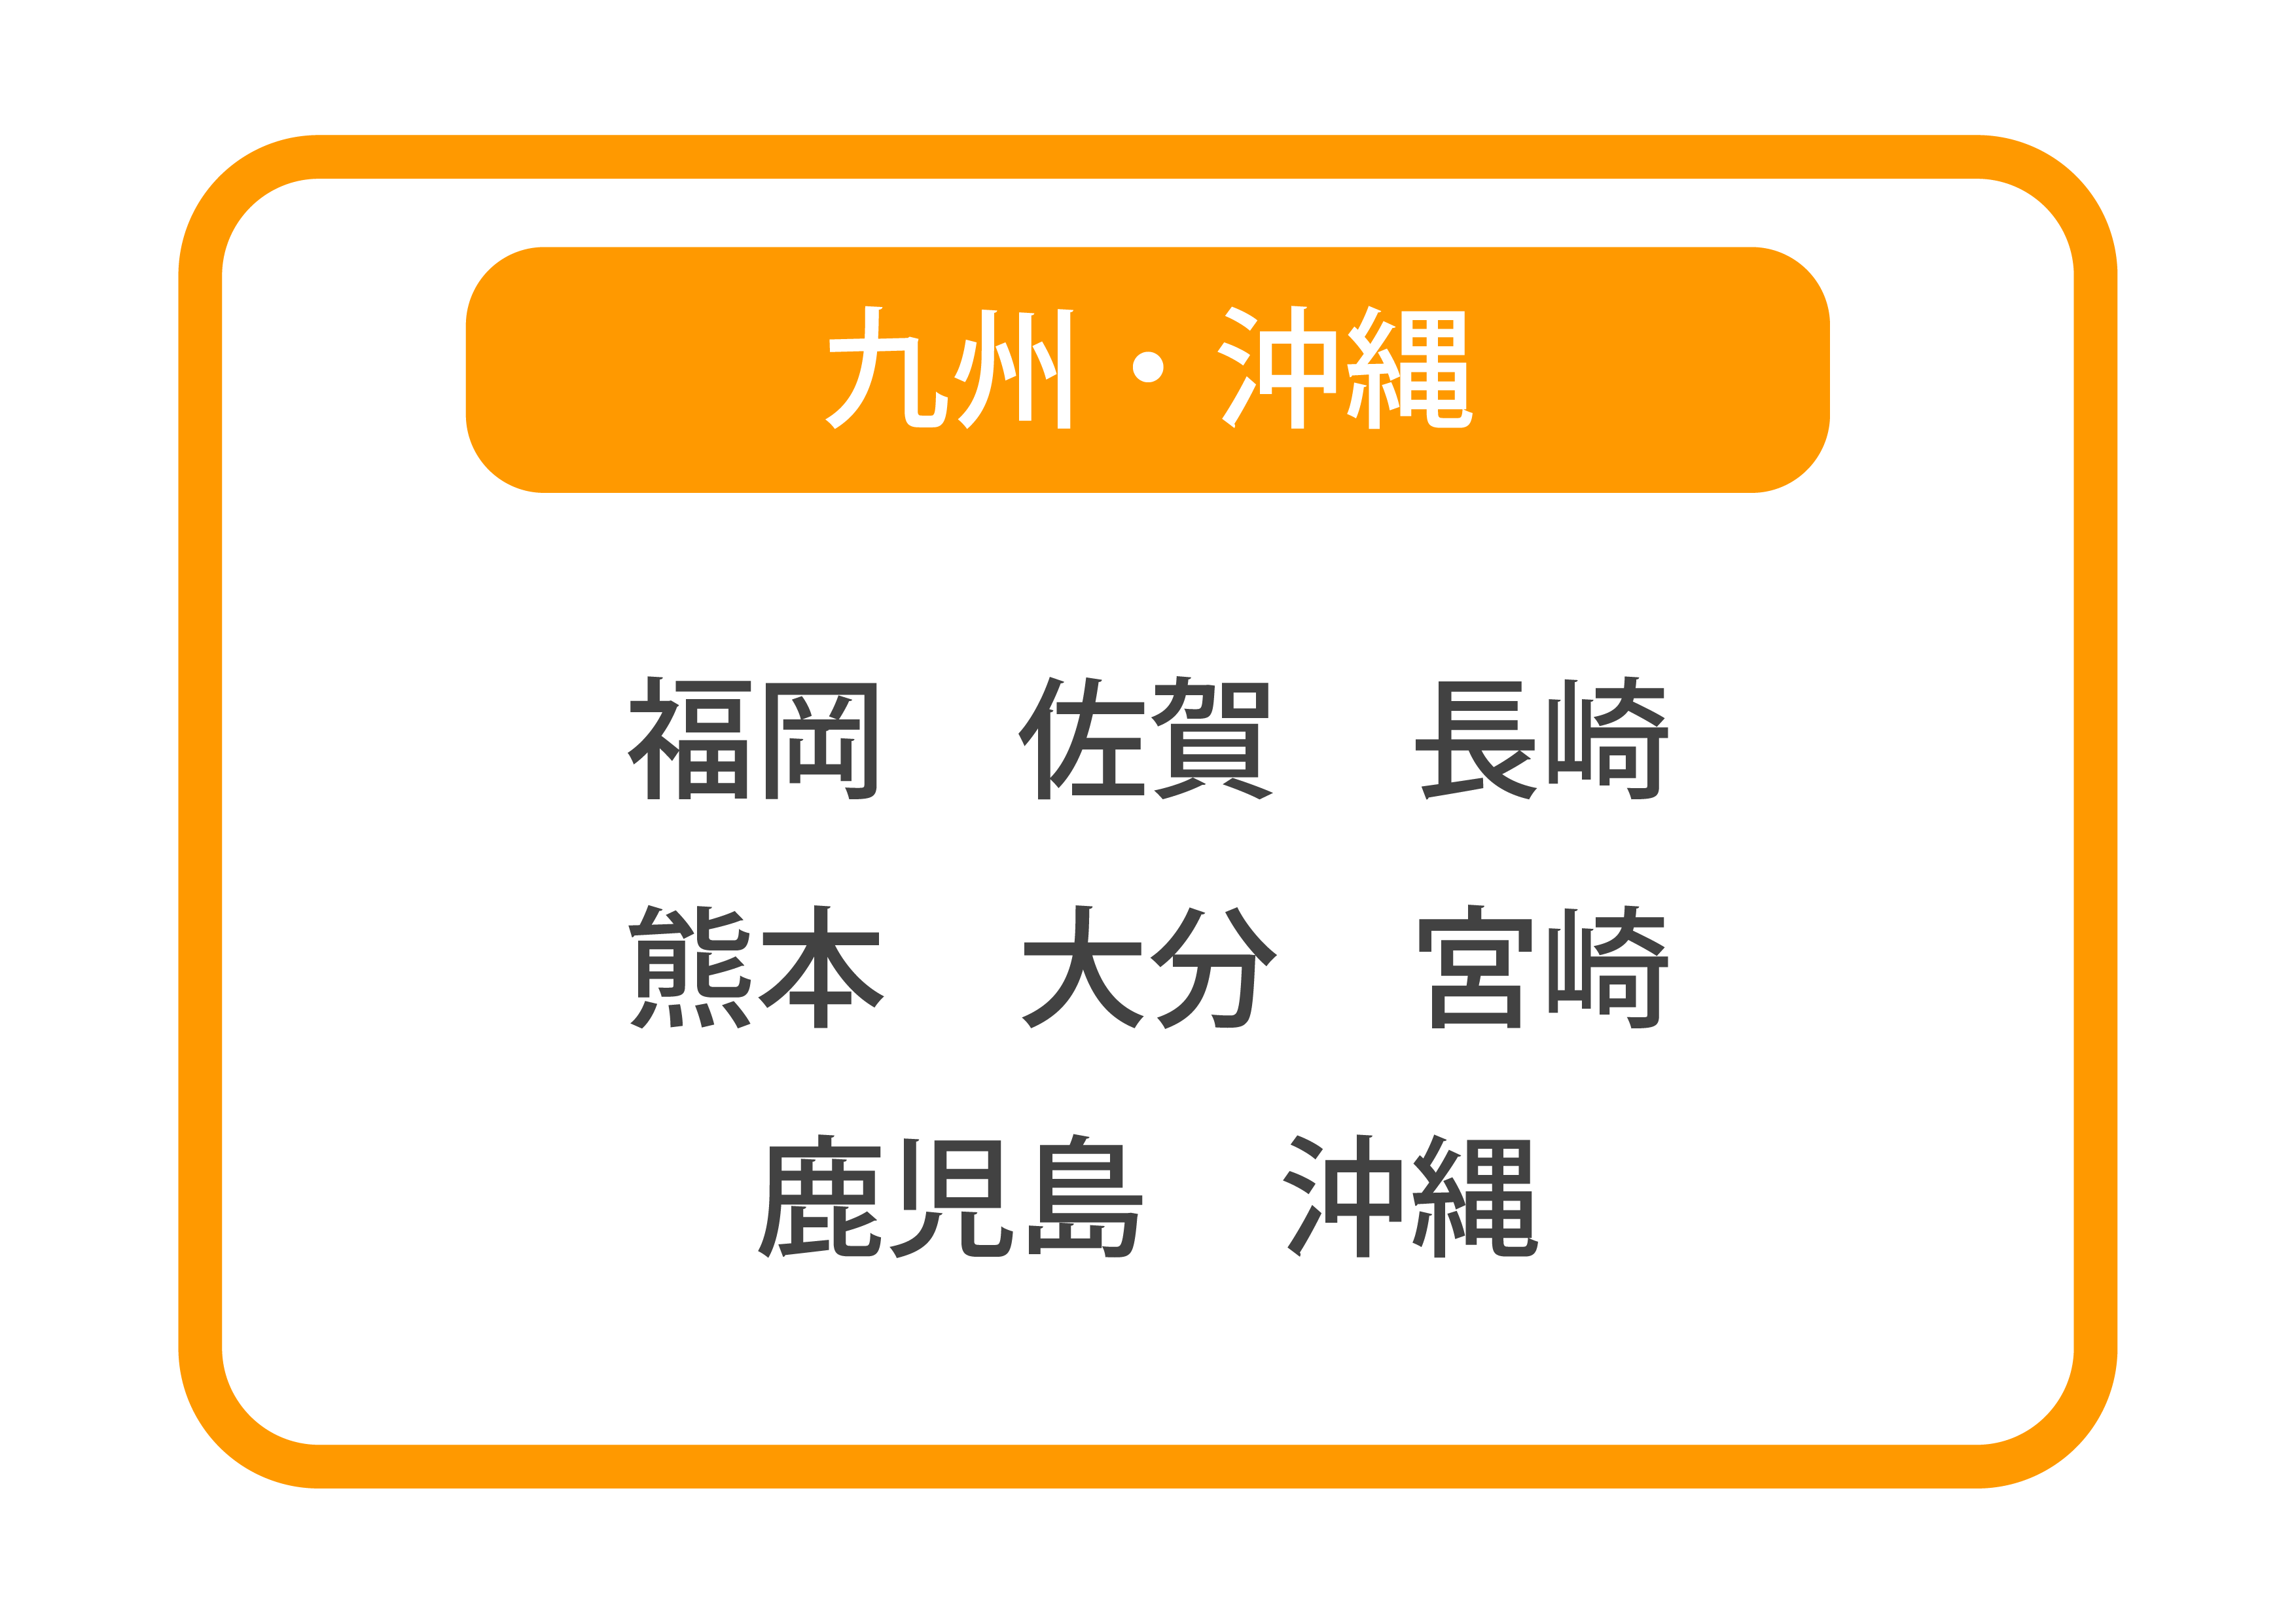 九州・沖縄
福岡 佐賀 長崎
熊本 大分 宮崎
鹿児島 沖縄